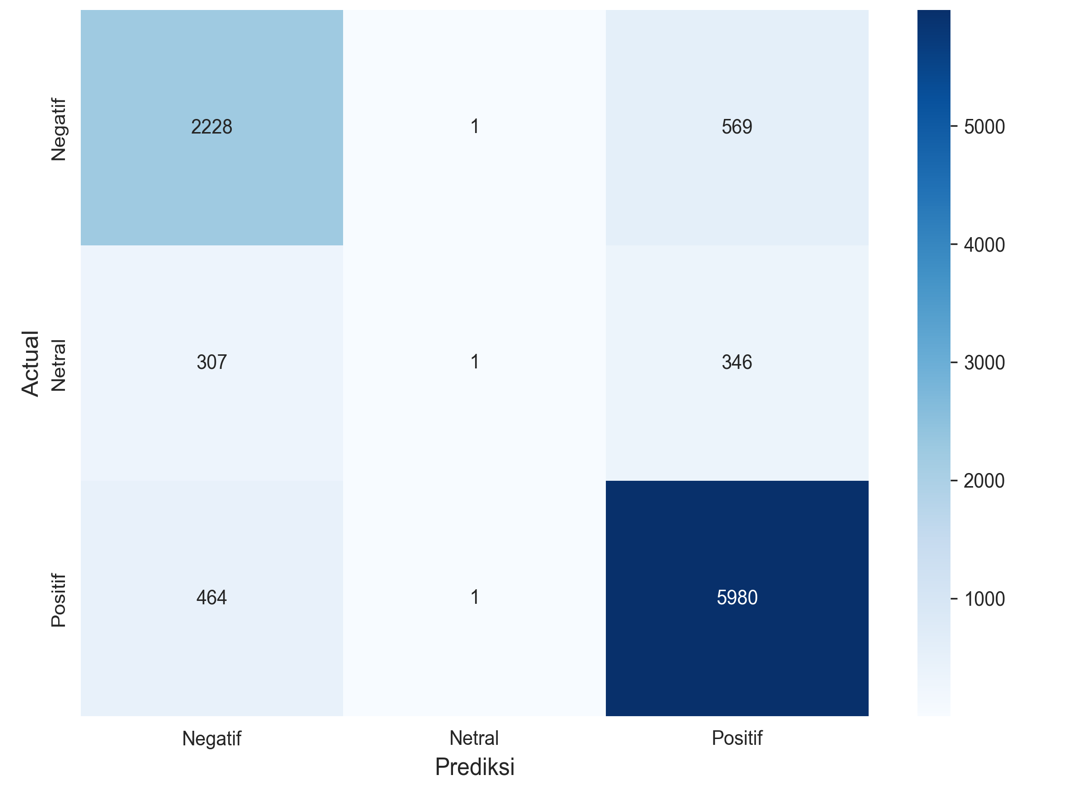 Actual
Negatif
2228
1
569
Netral
307
1
346
Positif
464
1
5980
Negatif
Netral
Positif
Prediksi
5000
4000
3000
2000
1000